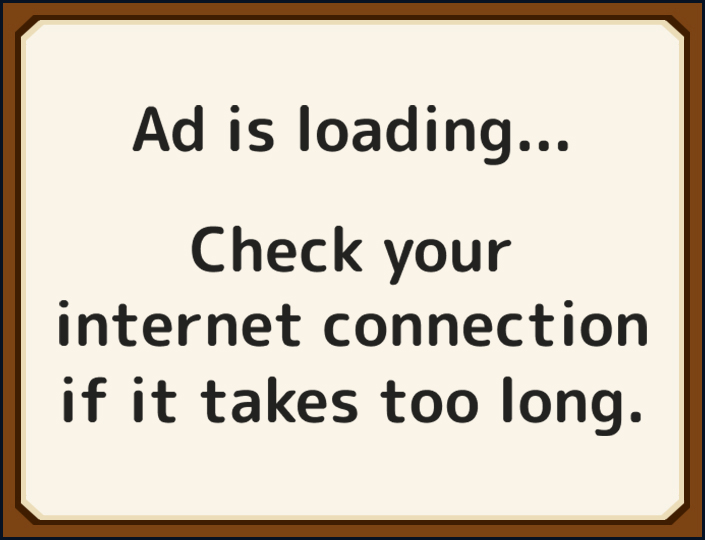 Ad is loading...
Check your
internet connection
if it takes too long.